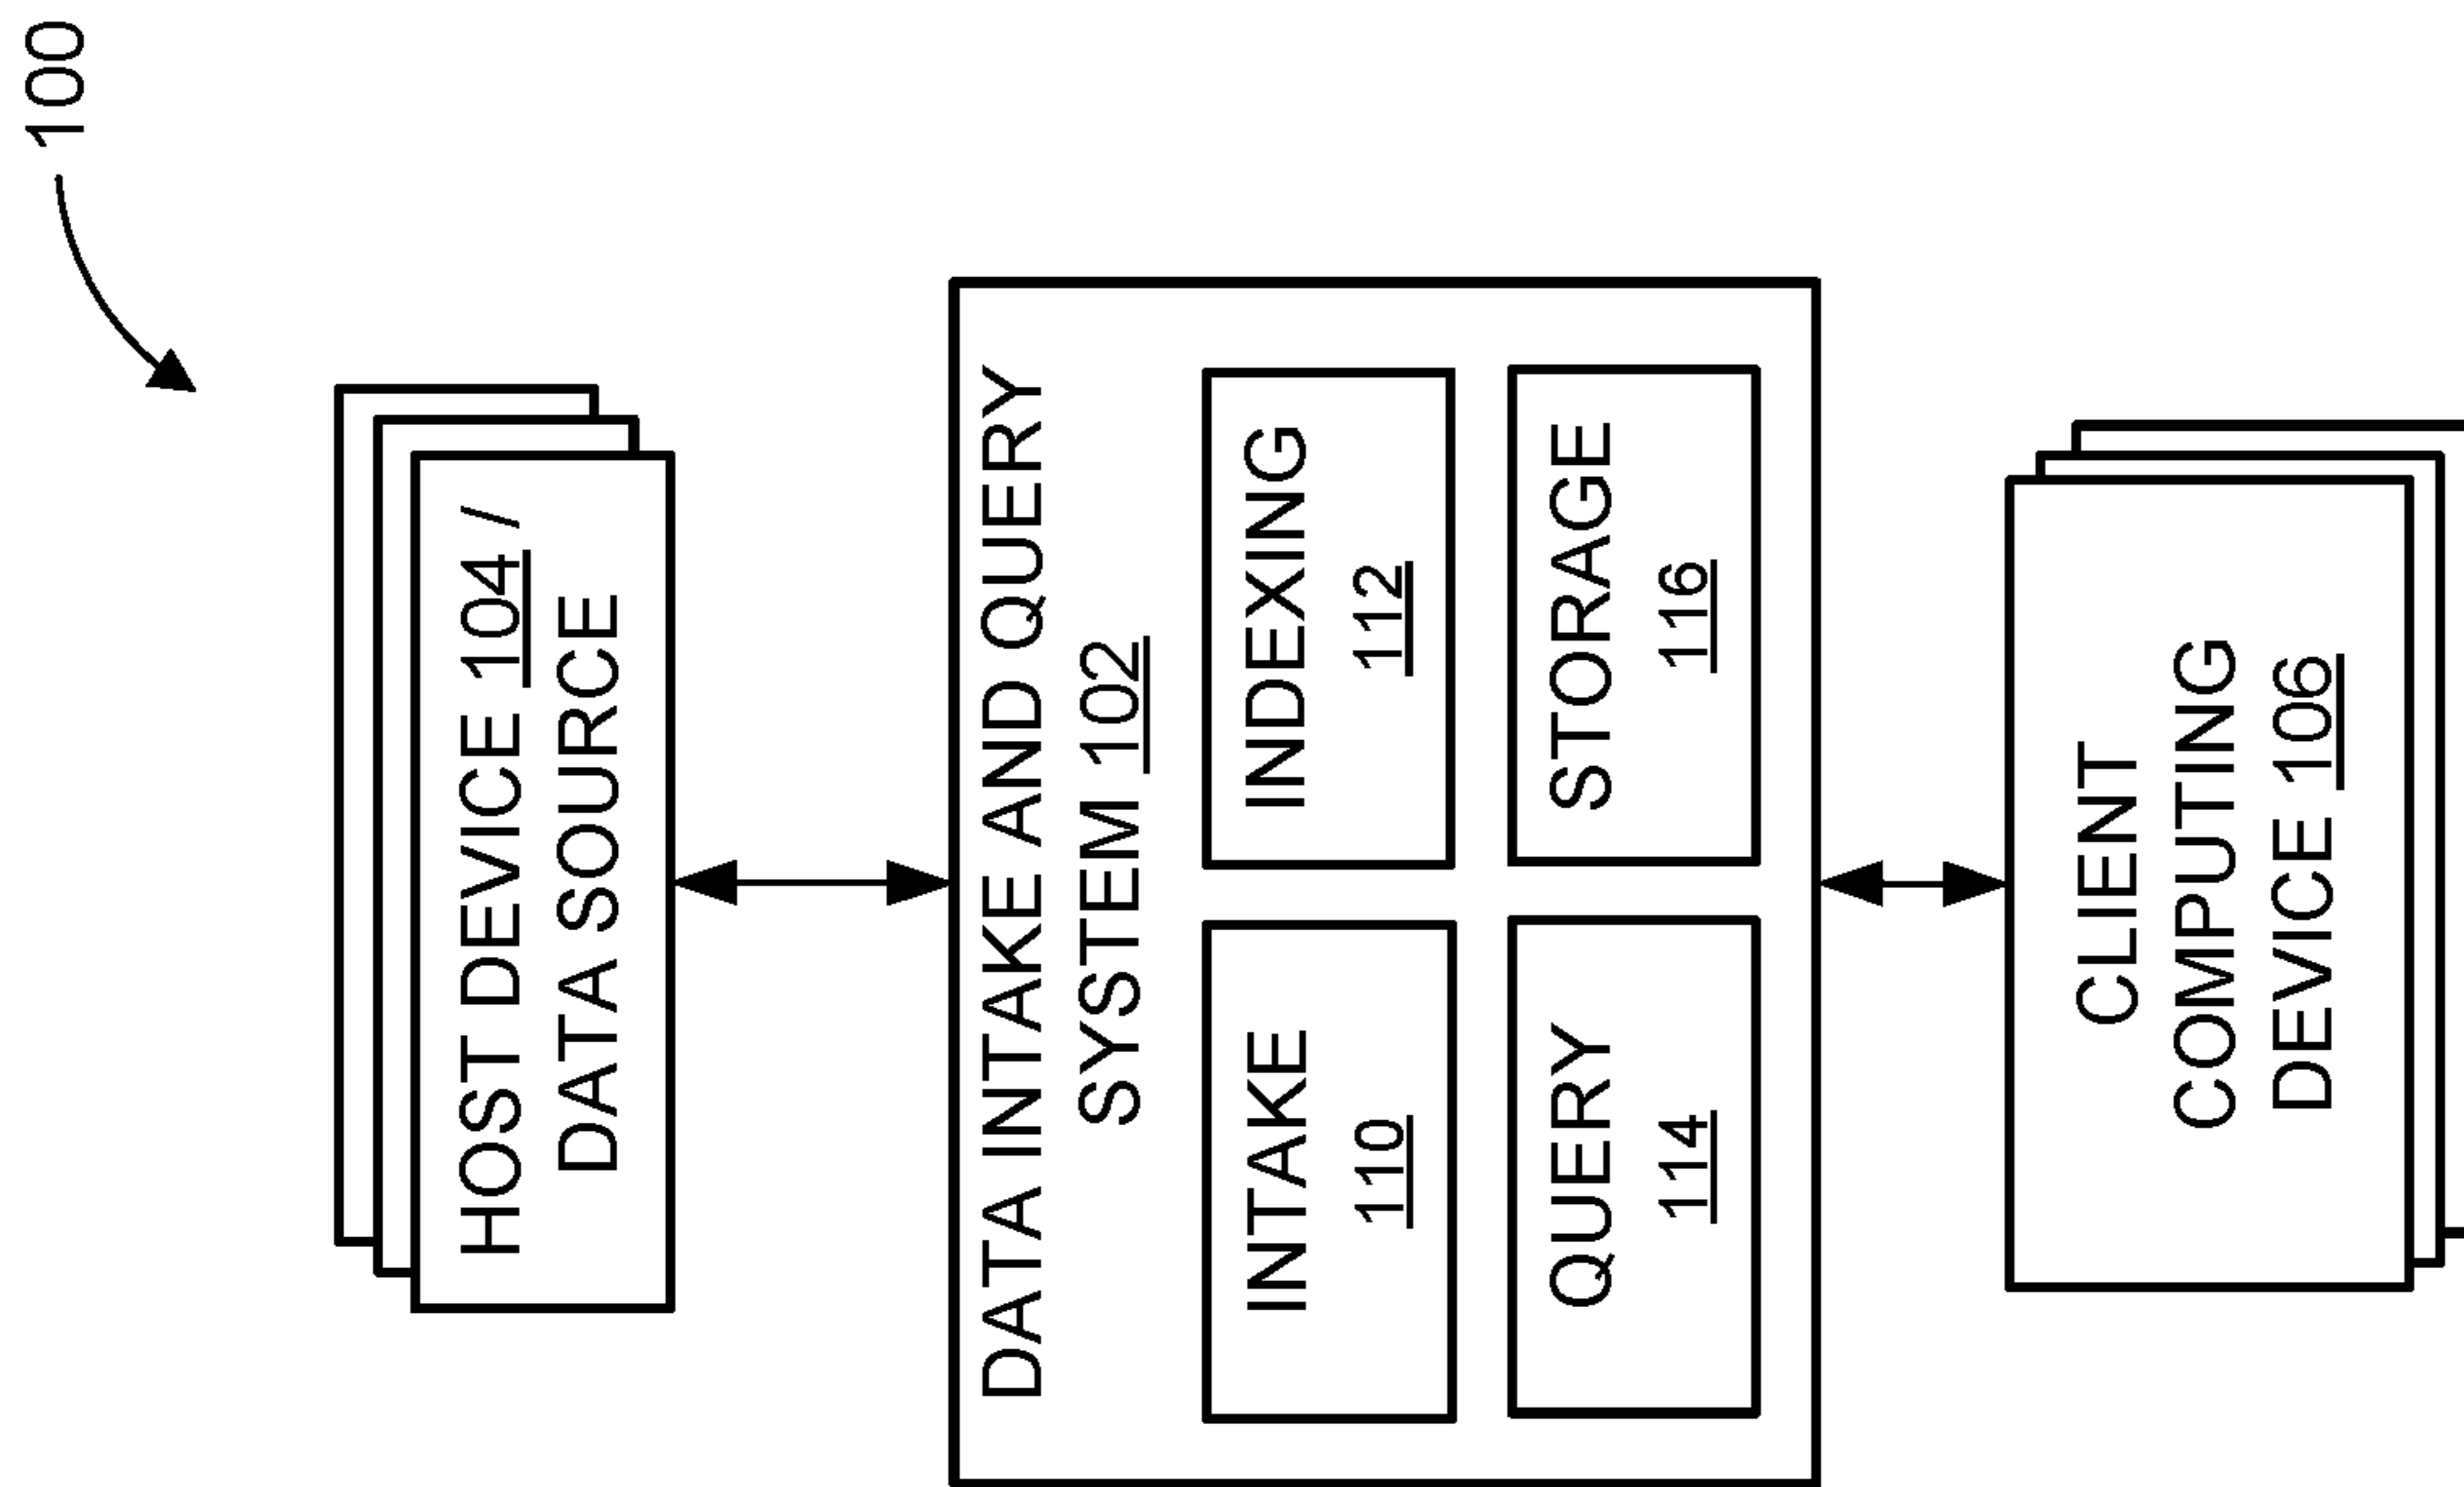 100
HOST DEVICE 104 /
DATA SOURCE
DATA INTAKE AND QUERY
SYSTEM 102
INTAKE
110
INDEXING
112
QUERY
114
STORAGE
116
CLIENT
COMPUTING
DEVICE 106